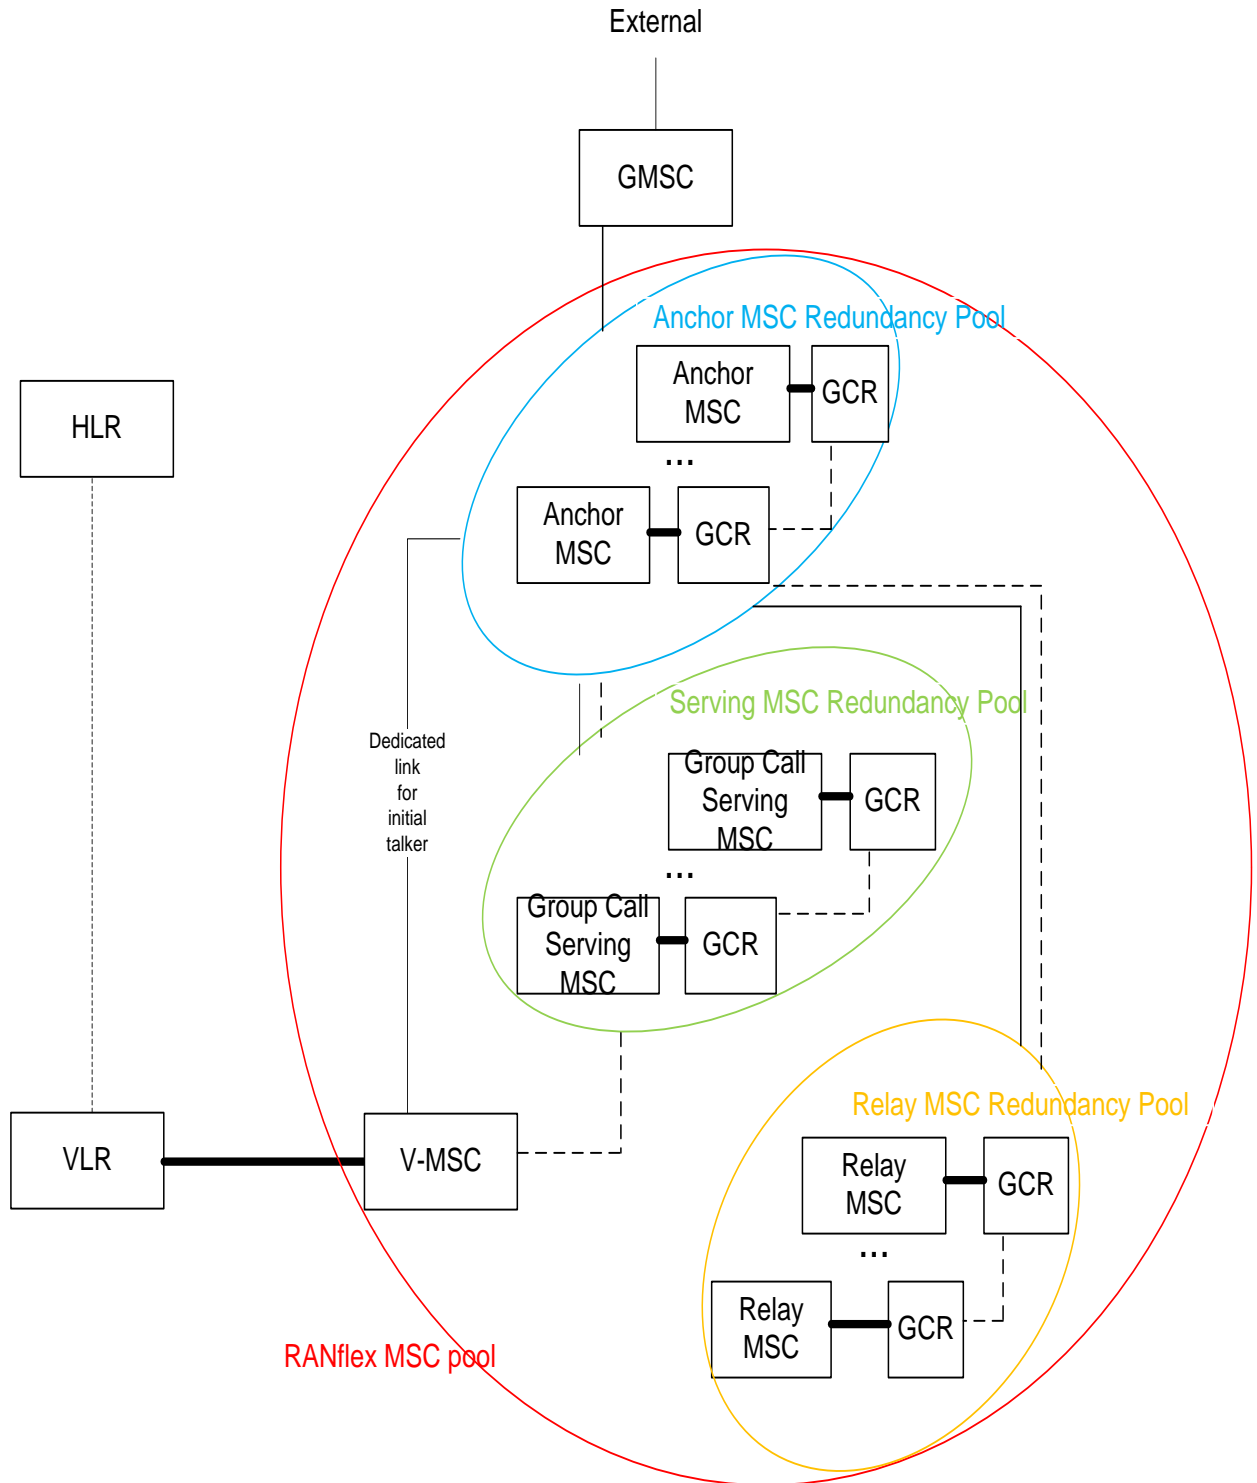 External
GMSC
Anchor MSC Redundancy Pool
Anchor
MSC
GCR
...
HLR
Anchor
MSC
GCR
Serving MSC Redundancy Pool
Dedicated
link
for
initial
talker
Group Call
Serving
MSC
GCR
...
Group Call
Serving
MSC
GCR
Relay MSC Redundancy Pool
VLR
V-MSC
Relay
MSC
GCR
...
Relay
MSC
GCR
RANflex MSC pool